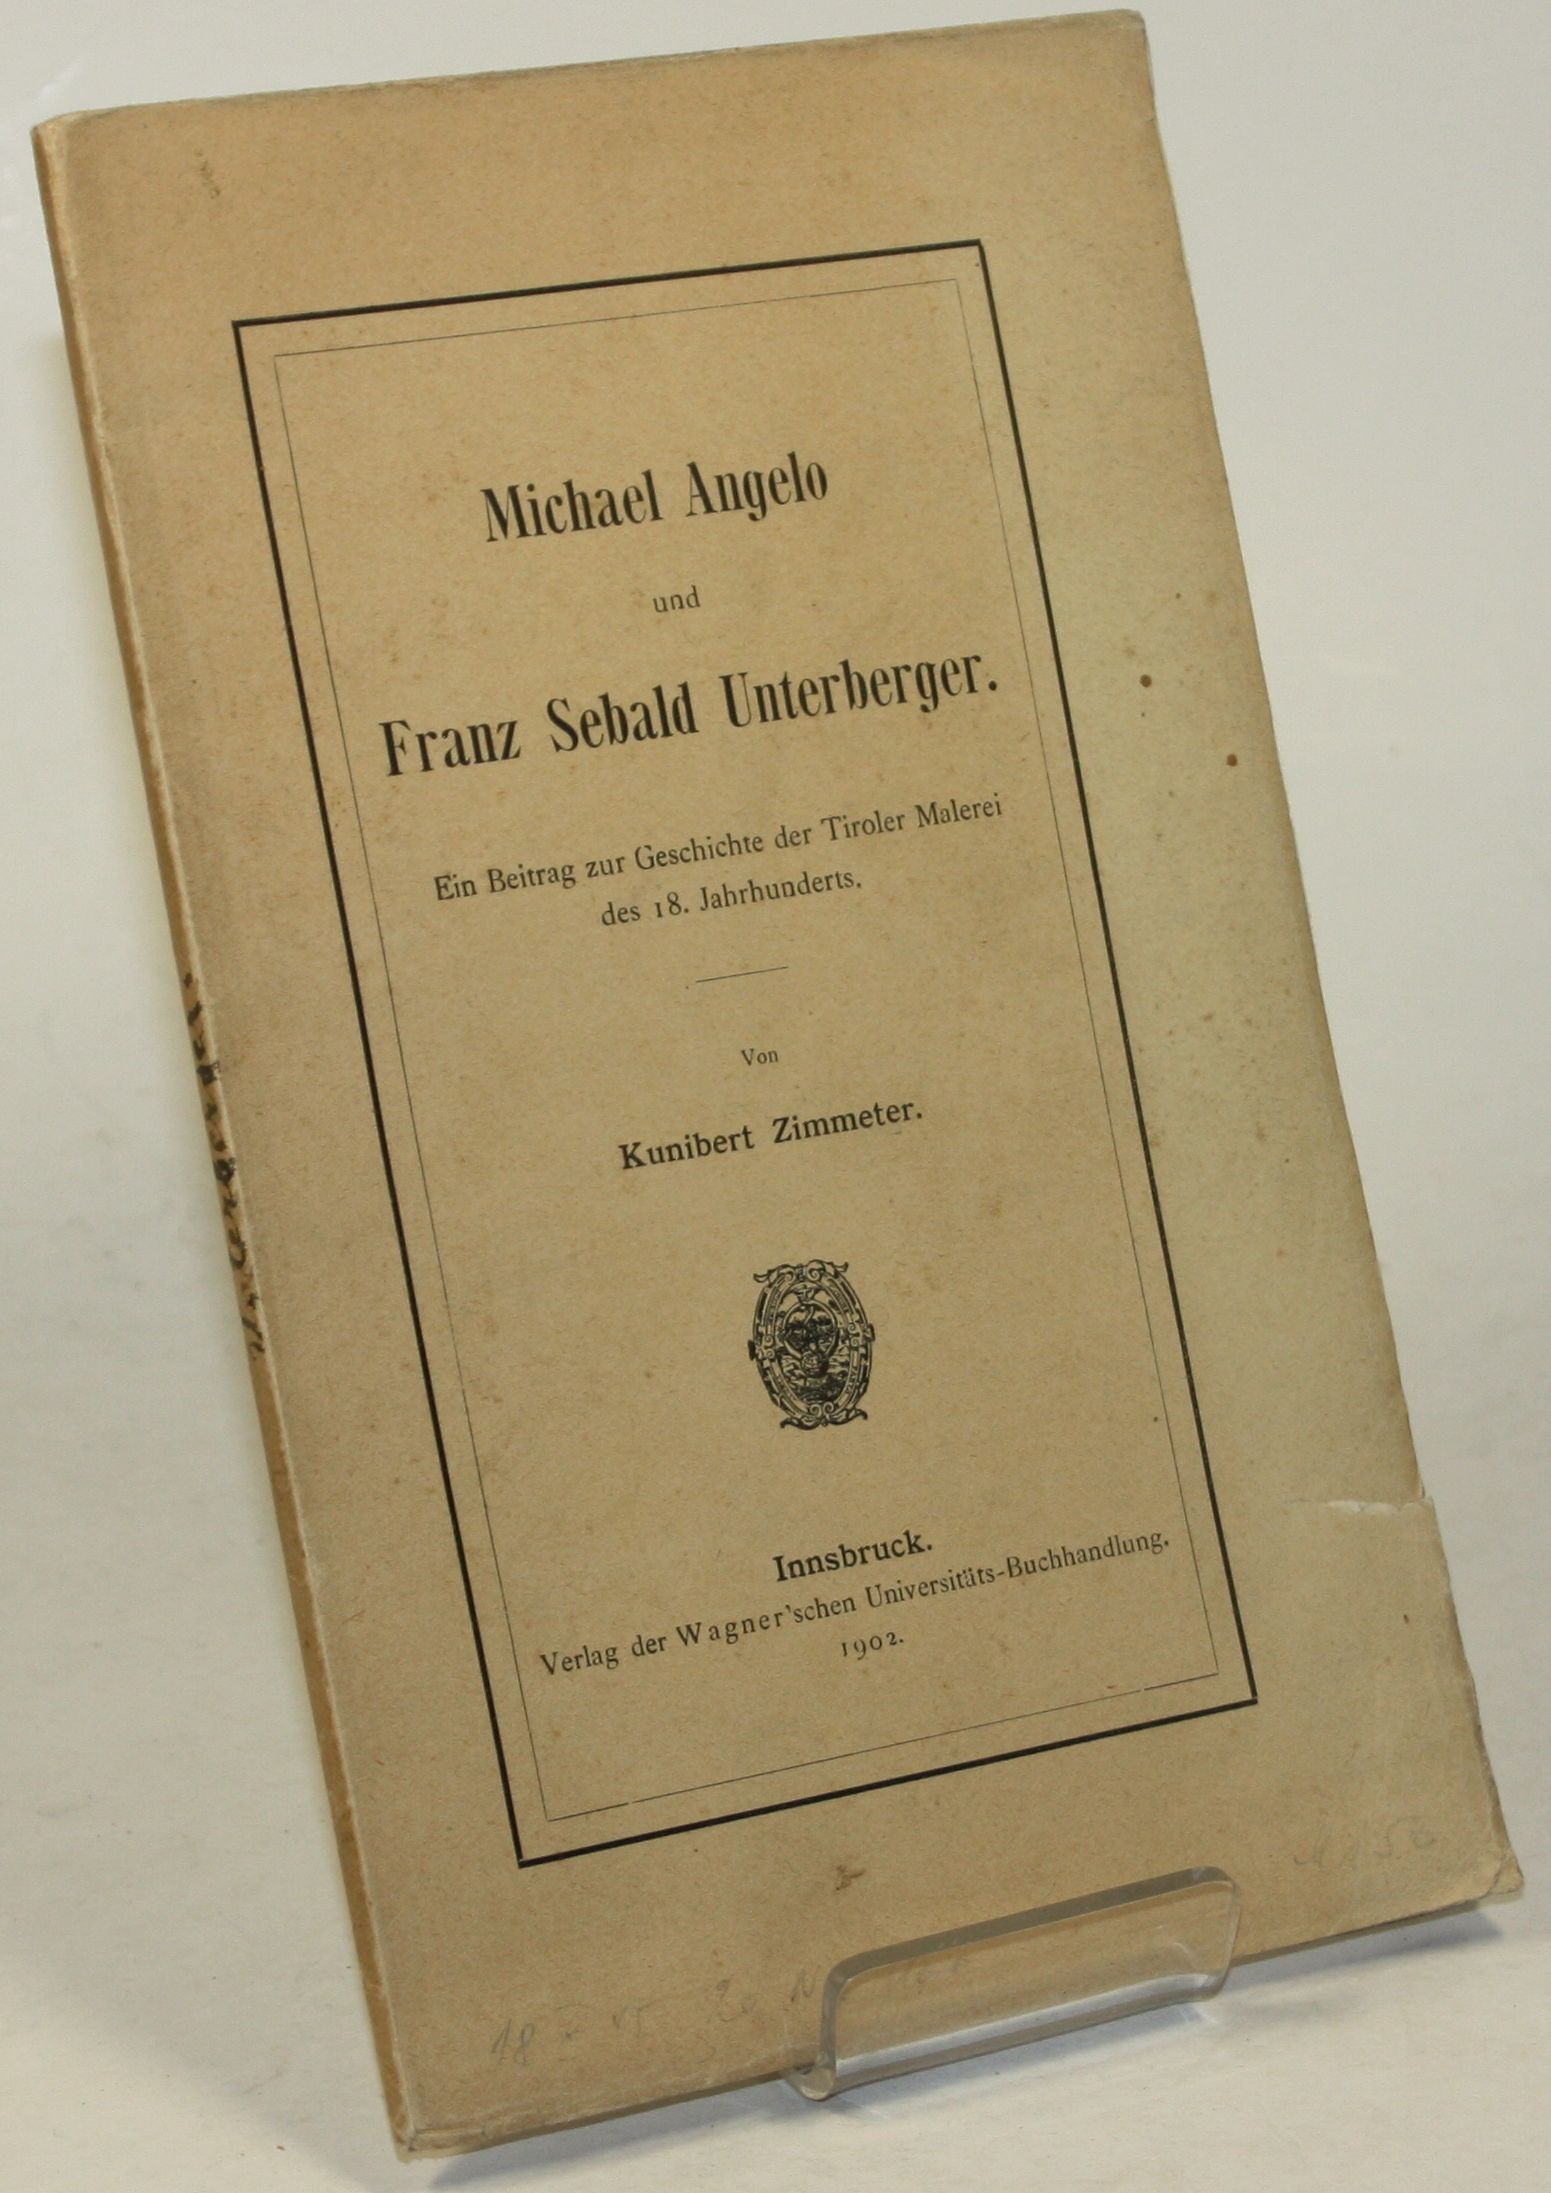 Michael Angelo
und
Franz Sebald Unterberger.
Ein Beitrag zur Geschichte der Tiroler Malerei
des 18. Jahrhunderts.
Von
Kunibert Zimmeter.
Innsbruck.
Verlag der Wagner'schen Universitäts-Buchhandlung.
1902.
18